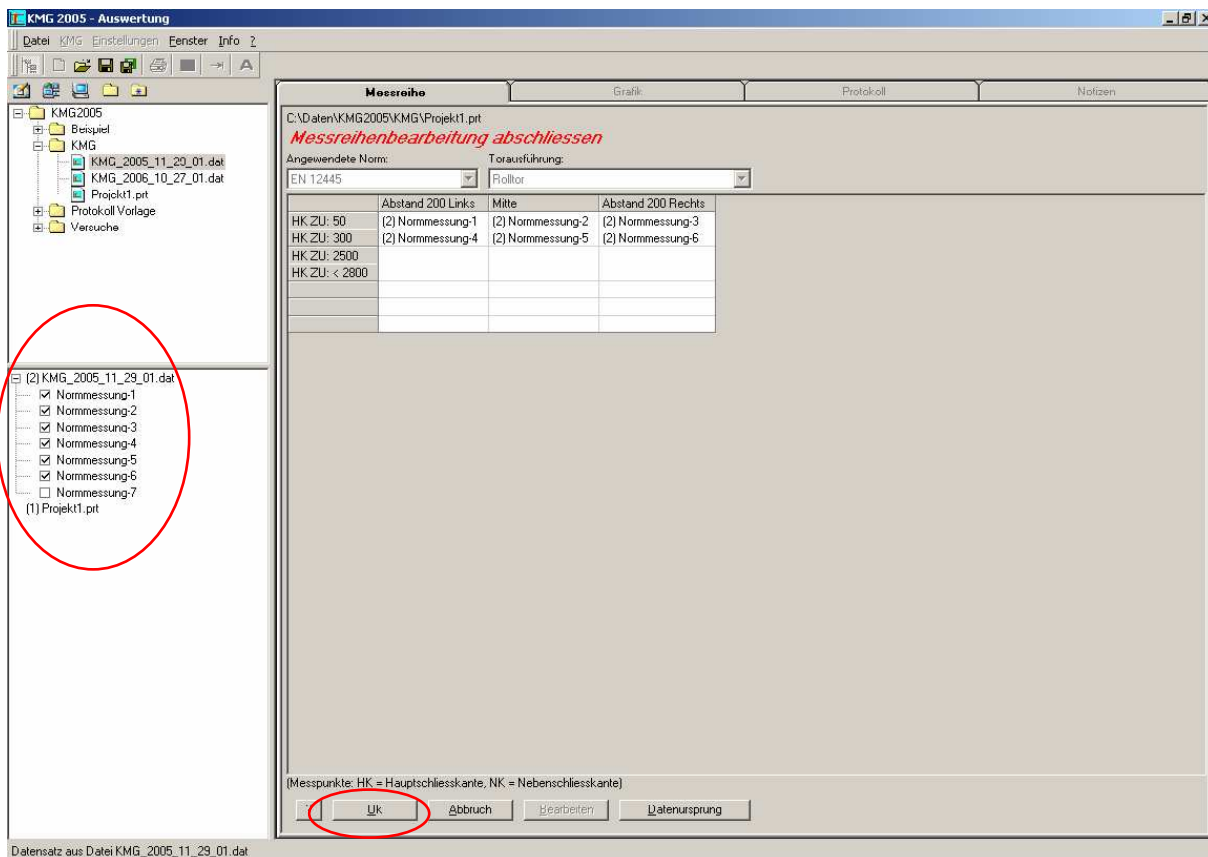 KMG 2005 - Auswertung
Datei KMG Einstellungen Fenster Info ?
A
Messreihe Grafik Protokoll Notizen
KMG2005
Beispiel
KMG
KMG_2005_11_29_01.dat
KMG_2006_10_27_01.dat
Projekt1.prt
Protokoll Vorlage
Versuche
C:\Daten\KMG2005\KMG\Projekt1.prt
Messreihenbearbeitung abschliessen
Angewendete Norm: Torausführung:
EN 12445 Rolltor
Abstand 200 Links Mitte Abstand 200 Rechts
HK ZU: 50 (2) Normmessung-1 (2) Normmessung-2 (2) Normmessung-3
HK ZU: 300 (2) Normmessung-4 (2) Normmessung-5 (2) Normmessung-6
HK ZU: 2500
HK ZU: < 2800
(2) KMG_2005_11_29_01.dat
Normmessung-1
Normmessung-2
Normmessung-3
Normmessung-4
Normmessung-5
Normmessung-6
Normmessung-7
(1) Projekt1.prt
(Messpunkte: HK = Hauptschliesskante, NK = Nebenschliesskante)
Ok Abbruch Bearbeiten Datenursprung
Datensatz aus Datei KMG_2005_11_29_01.dat